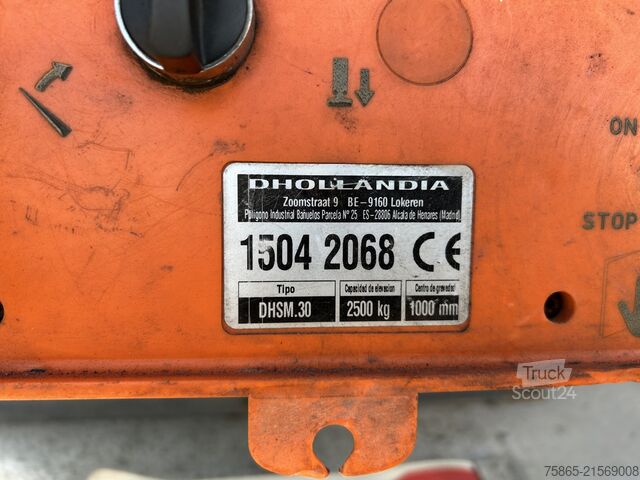 ON
DHOLLANDIA
Zoomstraat 9 BE-9160 Lokeren
Poligono Industrial Bañuelos Parcela Nº 25 ES-28806 Alcala de Henares (Madrid)
STOP
1504 2068 CE
Tipo Capacidad de elevacion Centro de gravedad
DHSM.30 2500 kg 1000 mm
Truck
Scout24
75865-21569008